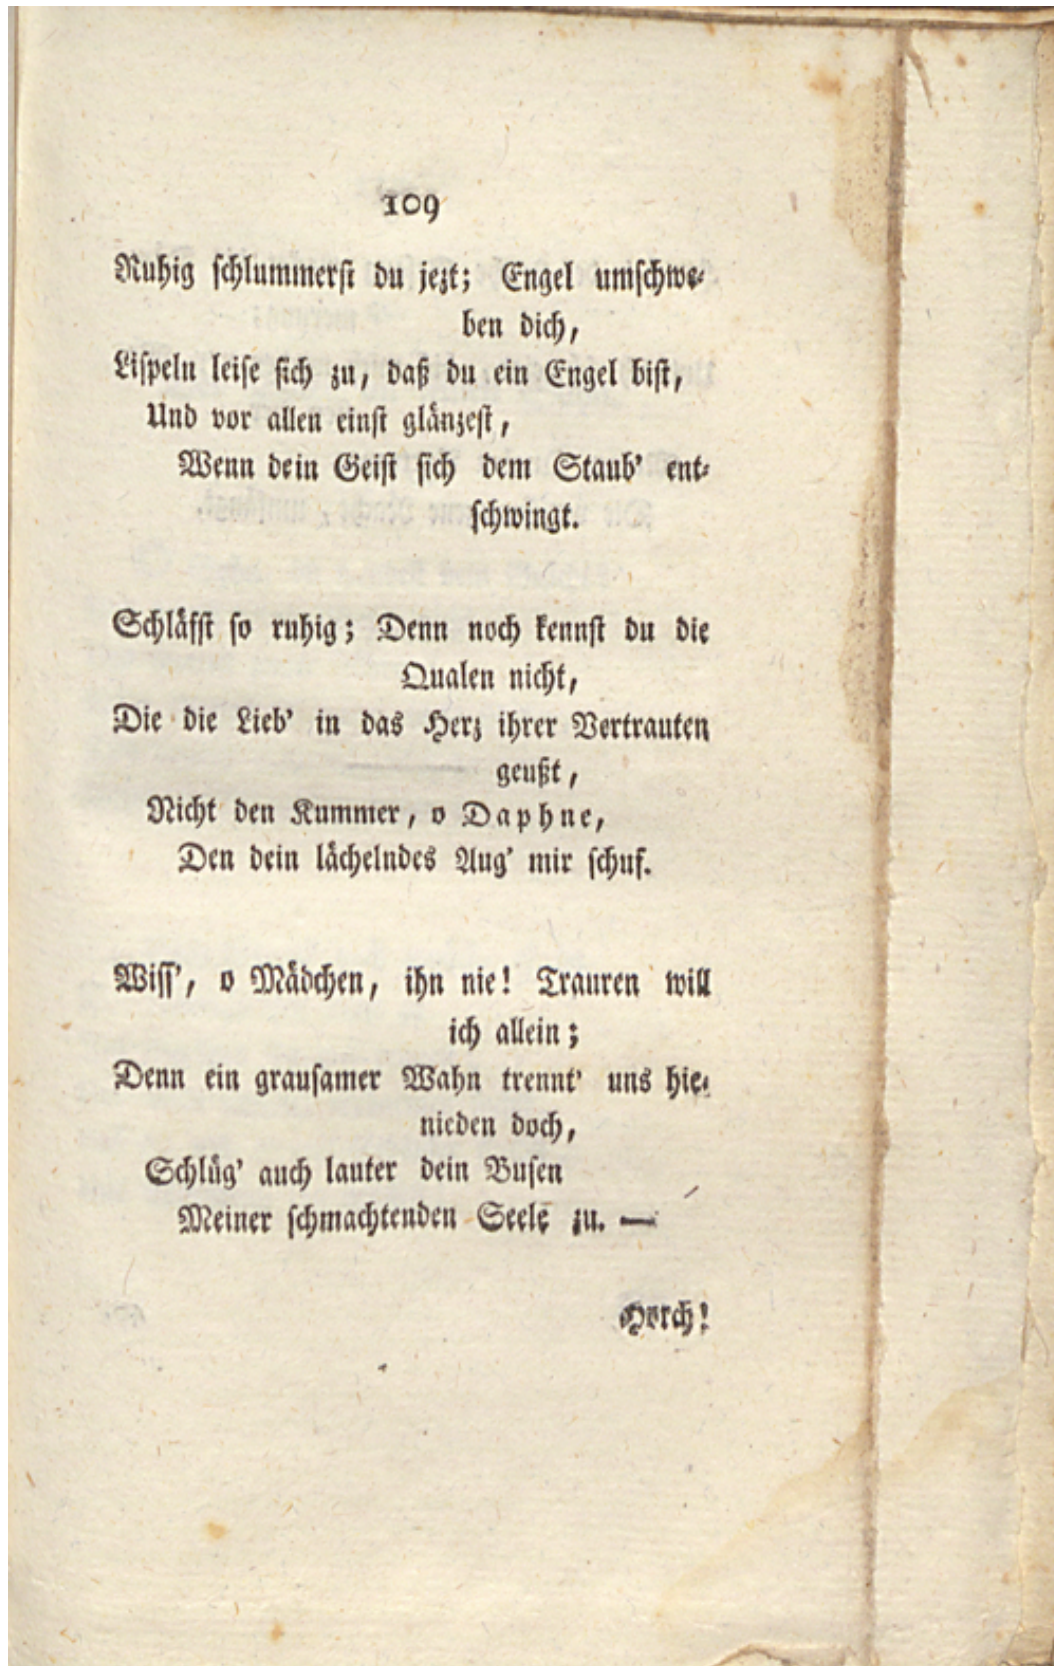 109
Ruhig schlummerst du jezt; Engel umschwe-
ben dich,
Lispeln leise sich zu, daß du ein Engel bist,
Und vor allen einst glänzest,
Wenn dein Geist sich dem Staub' ent-
schwingt.
Schläfst so ruhig; Denn noch kennst du die
Qualen nicht,
Die die Lieb' in das Herz ihrer Vertrauten
geußt,
Nicht den Kummer, o Daphne,
Den dein lächelndes Aug' mir schuf.
Wiss', o Mädchen, ihn nie! Trauren will
ich allein;
Denn ein grausamer Wahn trennt' uns hie-
nieden doch,
Schlüg' auch lauter dein Busen
Meiner schmachtenden Seele zu. —
Horch!